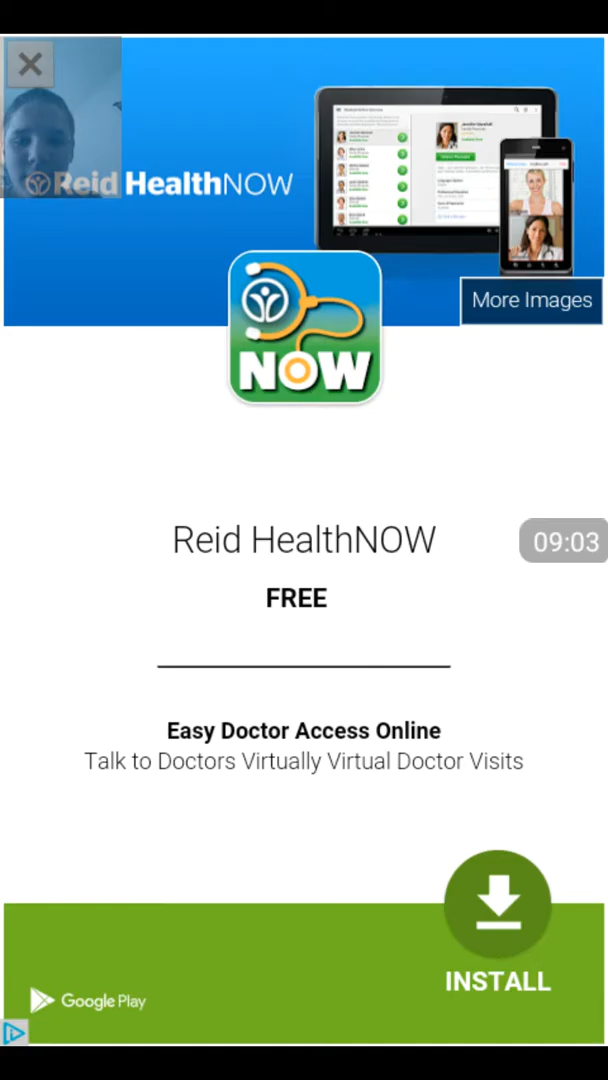 Reid HealthNOW
More Images
NOW
Reid HealthNOW
09:03
FREE
Easy Doctor Access Online
Talk to Doctors Virtually Virtual Doctor Visits
INSTALL
Google Play